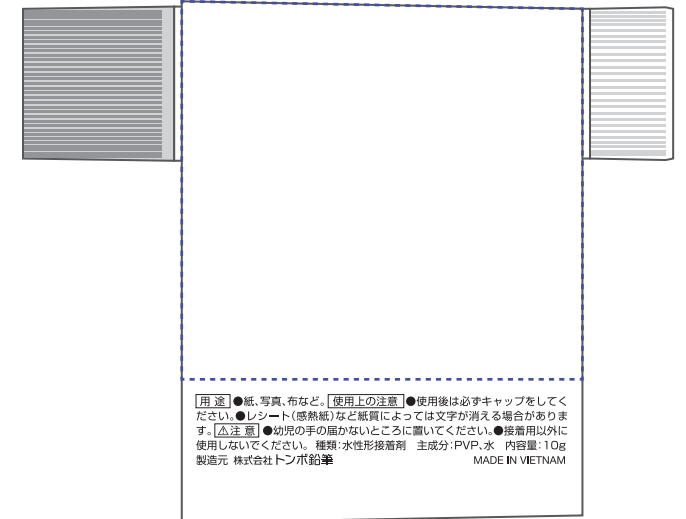 用 途 ●紙、写真、布など。 使用上の注意 ●使用後は必ずキャップをしてく
ださい。●レシート(感熱紙)など紙質によっては文字が消える場合がありま
す。 ⚠注 意 ●幼児の手の届かないところに置いてください。●接着用以外に
使用しないでください。 種類:水性形接着剤 主成分:PVP、水 内容量:10g
製造元 株式会社トンボ鉛筆 MADE IN VIETNAM